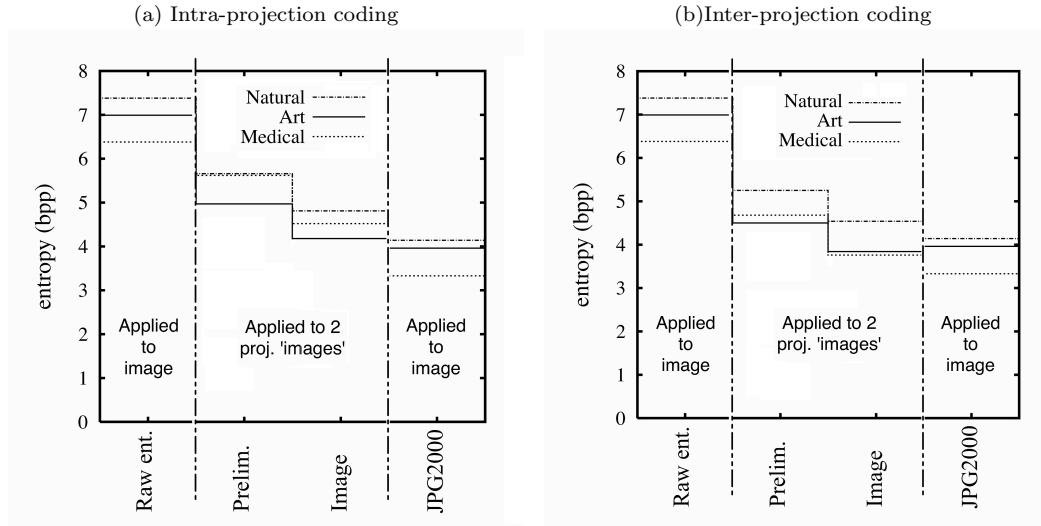 (a) Intra-projection coding
8
7
6
5
4
3
2
1
0
entropy (bpp)
Natural
Art
Medical
Applied
to
image
Applied to 2
proj. 'images'
Applied
to
image
Raw ent.
Prelim.
Image
JPG2000
(b)Inter-projection coding
8
7
6
5
4
3
2
1
0
entropy (bpp)
Natural
Art
Medical
Applied
to
image
Applied to 2
proj. 'images'
Applied
to
image
Raw ent.
Prelim.
Image
JPG2000